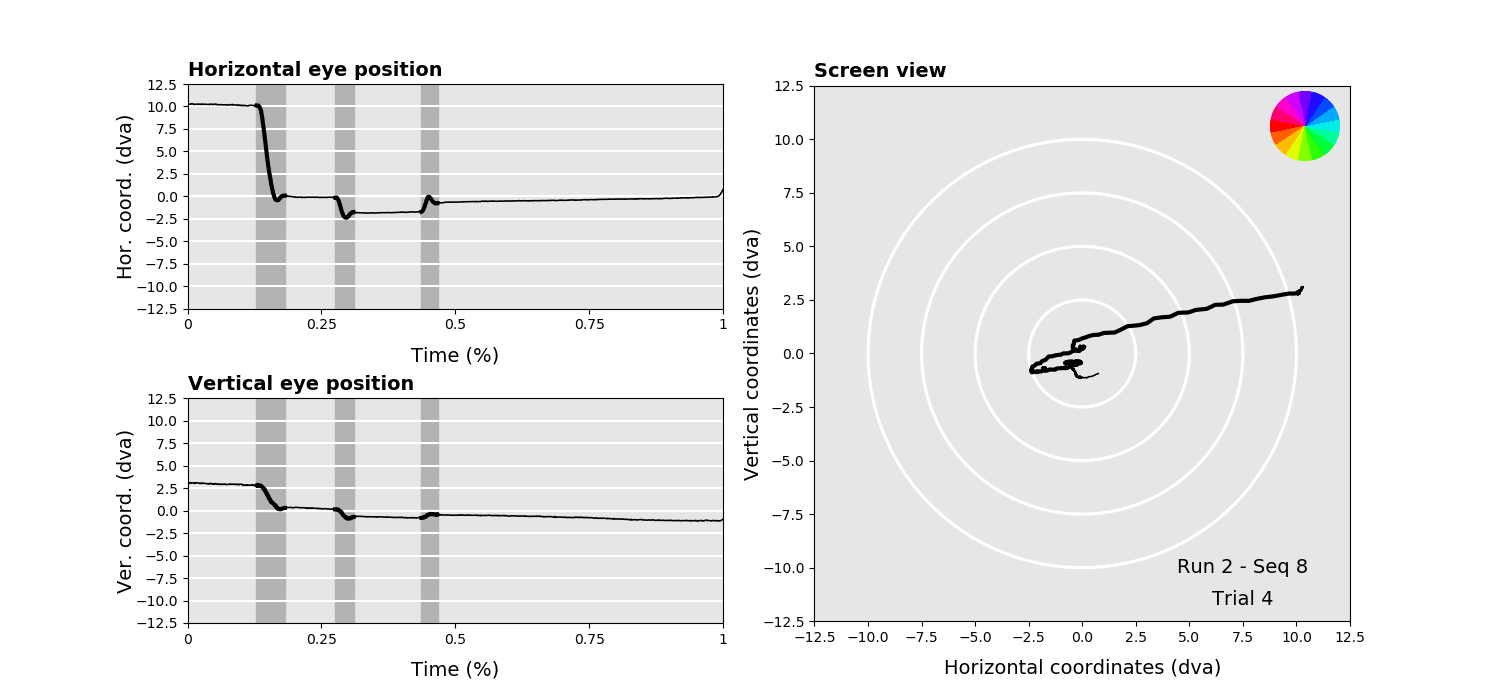 Horizontal eye position
12.5
10.0
7.5
5.0
2.5
0.0
−2.5
−5.0
−7.5
−10.0
−12.5
Hor. coord. (dva)
0 0.25 0.5 0.75 1
Time (%)
Vertical eye position
12.5
10.0
7.5
5.0
2.5
0.0
−2.5
−5.0
−7.5
−10.0
−12.5
Ver. coord. (dva)
0 0.25 0.5 0.75 1
Time (%)
Screen view
12.5
10.0
7.5
5.0
2.5
0.0
−2.5
−5.0
−7.5
−10.0
−12.5
Vertical coordinates (dva)
Run 2 - Seq 8
Trial 4
−12.5 −10.0 −7.5 −5.0 −2.5 0.0 2.5 5.0 7.5 10.0 12.5
Horizontal coordinates (dva)